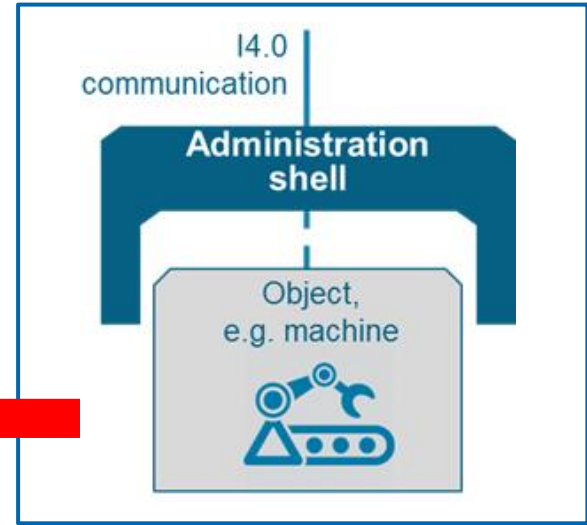 I4.0
communication
Administration
shell
Object,
e.g. machine